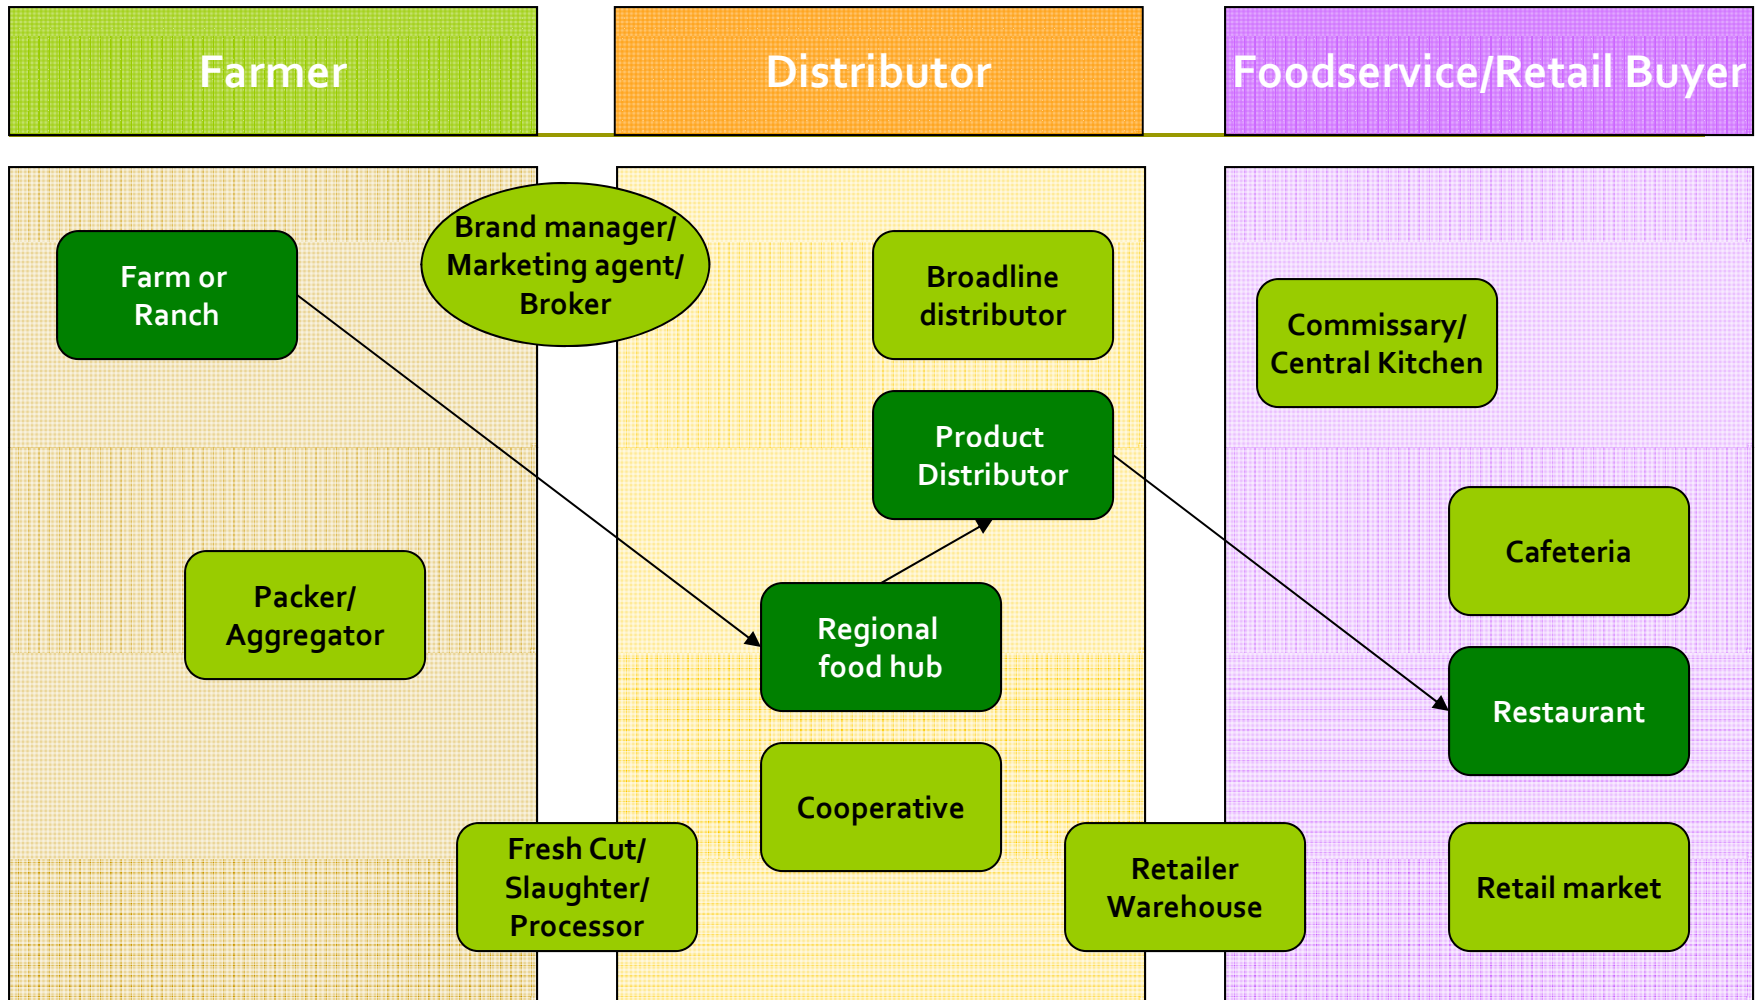 Farmer
Distributor
Foodservice/Retail Buyer
Farm or
Ranch
Brand manager/
Marketing agent/
Broker
Broadline
distributor
Commissary/
Central Kitchen
Product
Distributor
Cafeteria
Packer/
Aggregator
Regional
food hub
Restaurant
Cooperative
Fresh Cut/
Slaughter/
Processor
Retailer
Warehouse
Retail market